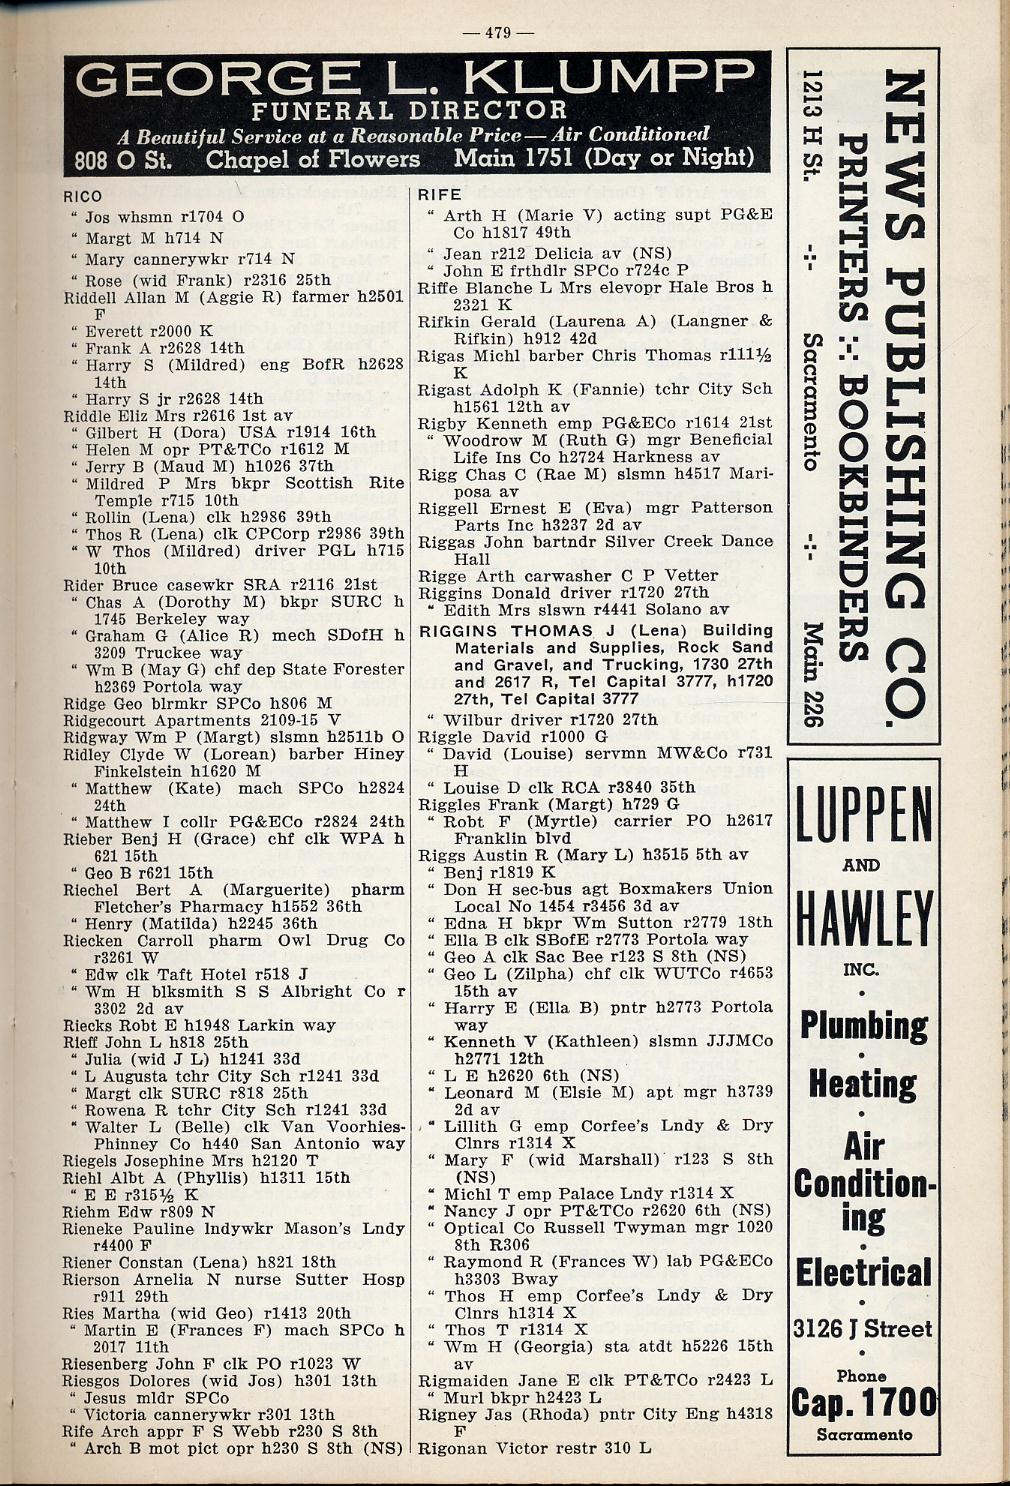 — 479 —
GEORGE L. KLUMPP
FUNERAL DIRECTOR
A Beautiful Service at a Reasonable Price — Air Conditioned
808 O St. Chapel of Flowers Main 1751 (Day or Night)
RICO
" Jos whsmn r1704 O
" Margt M h714 N
" Mary cannerywkr r714 N
" Rose (wid Frank) r2316 25th
Riddell Allan M (Aggie R) farmer h2501
F
" Everett r2000 K
" Frank A r2628 14th
" Harry S (Mildred) eng BofR h2628
14th
" Harry S jr r2628 14th
Riddle Eliz Mrs r2616 1st av
" Gilbert H (Dora) USA r1914 16th
" Helen M opr PT&TCo r1612 M
" Jerry B (Maud M) h1026 37th
" Mildred P Mrs bkpr Scottish Rite
Temple r715 10th
" Rollin (Lena) clk h2986 39th
" Thos R (Lena) clk CPCorp r2986 39th
" W Thos (Mildred) driver PGL h715
10th
Rider Bruce casewkr SRA r2116 21st
" Chas A (Dorothy M) bkpr SURC h
1745 Berkeley way
" Graham G (Alice R) mech SDofH h
3209 Truckee way
" Wm B (May G) chf dep State Forester
h2369 Portola way
Ridge Geo blrmkr SPCo h806 M
Ridgecourt Apartments 2109-15 V
Ridgway Wm P (Margt) slsmn h2511b O
Ridley Clyde W (Lorean) barber Hiney
Finkelstein h1620 M
" Matthew (Kate) mach SPCo h2824
24th
" Matthew I collr PG&ECo r2824 24th
Rieber Benj H (Grace) chf clk WPA h
621 15th
" Geo B r621 15th
Riechel Bert A (Marguerite) pharm
Fletcher's Pharmacy h1552 36th
" Henry (Matilda) h2245 36th
Riecken Carroll pharm Owl Drug Co
r3261 W
" Edw clk Taft Hotel r518 J
" Wm H blksmith S S Albright Co r
3302 2d av
Riecks Robt E h1948 Larkin way
Rieff John L h818 25th
" Julia (wid J L) h1241 33d
" L Augusta tchr City Sch r1241 33d
" Margt clk SURC r818 25th
" Rowena R tchr City Sch r1241 33d
" Walter L (Belle) clk Van Voorhies-
Phinney Co h440 San Antonio way
Riegels Josephine Mrs h2120 T
Riehl Albt A (Phyllis) h1311 15th
" E E r315½ K
Riehm Edw r809 N
Rieneke Pauline lndywkr Mason's Lndy
r4400 F
Riener Constan (Lena) h821 18th
Rierson Arnelia N nurse Sutter Hosp
r911 29th
Ries Martha (wid Geo) r1413 20th
" Martin E (Frances F) mach SPCo h
2017 11th
Riesenberg John F clk PO r1023 W
Riesgos Dolores (wid Jos) h301 13th
" Jesus mldr SPCo
" Victoria cannerywkr r301 13th
Rife Arch appr F S Webb r230 S 8th
" Arch B mot pict opr h230 S 8th (NS)
RIFE
" Arth H (Marie V) acting supt PG&E
Co h1817 49th
" Jean r212 Delicia av (NS)
" John E frthdlr SPCo r724c P
Riffe Blanche L Mrs elevopr Hale Bros h
2321 K
Rifkin Gerald (Laurena A) (Langner &
Rifkin) h912 42d
Rigas Michl barber Chris Thomas r111½
K
Rigast Adolph K (Fannie) tchr City Sch
h1561 12th av
Rigby Kenneth emp PG&ECo r1614 21st
" Woodrow M (Ruth G) mgr Beneficial
Life Ins Co h2724 Harkness av
Rigg Chas C (Rae M) slsmn h4517 Mari-
posa av
Riggell Ernest E (Eva) mgr Patterson
Parts Inc h3237 2d av
Riggas John bartndr Silver Creek Dance
Hall
Rigge Arth carwasher C P Vetter
Riggins Donald driver r1720 27th
" Edith Mrs slswn r4441 Solano av
RIGGINS THOMAS J (Lena) Building
Materials and Supplies, Rock Sand
and Gravel, and Trucking, 1730 27th
and 2617 R, Tel Capital 3777, h1720
27th, Tel Capital 3777
" Wilbur driver r1720 27th
Riggle David r1000 G
" David (Louise) servmn MW&Co r731
H
" Louise D clk RCA r3840 35th
Riggles Frank (Margt) h729 G
" Robt F (Myrtle) carrier PO h2617
Franklin blvd
Riggs Austin R (Mary L) h3515 5th av
" Benj r1819 K
" Don H sec-bus agt Boxmakers Union
Local No 1454 r3456 3d av
" Edna H bkpr Wm Sutton r2779 18th
" Ella B clk SBofE r2773 Portola way
" Geo A clk Sac Bee r123 S 8th (NS)
" Geo L (Zilpha) chf clk WUTCo r4653
15th av
" Harry E (Ella B) pntr h2773 Portola
way
" Kenneth V (Kathleen) slsmn JJJMCo
h2771 12th
" L E h2620 6th (NS)
" Leonard M (Elsie M) apt mgr h3739
2d av
" Lillith G emp Corfee's Lndy & Dry
Clnrs r1314 X
" Mary F (wid Marshall) r123 S 8th
(NS)
" Michl T emp Palace Lndy r1314 X
" Nancy J opr PT&TCo r2620 6th (NS)
" Optical Co Russell Twyman mgr 1020
8th R306
" Raymond R (Frances W) lab PG&ECo
h3303 Bway
" Thos H emp Corfee's Lndy & Dry
Clnrs h1314 X
" Thos T r1314 X
" Wm H (Georgia) sta atdt h5226 15th
av
Rigmaiden Jane E clk PT&TCo r2423 L
" Murl bkpr h2423 L
Rigney Jas (Rhoda) pntr City Eng h4318
F
Rigonan Victor restr 310 L
NEWS PUBLISHING CO.
PRINTERS -:- BOOKBINDERS
1213 H St. -:- Sacramento -:- Main 226
LUPPEN
AND
HAWLEY
INC.
•
Plumbing
•
Heating
•
Air
Condition-
ing
•
Electrical
•
3126 J Street
•
Phone
Cap. 1700
Sacramento